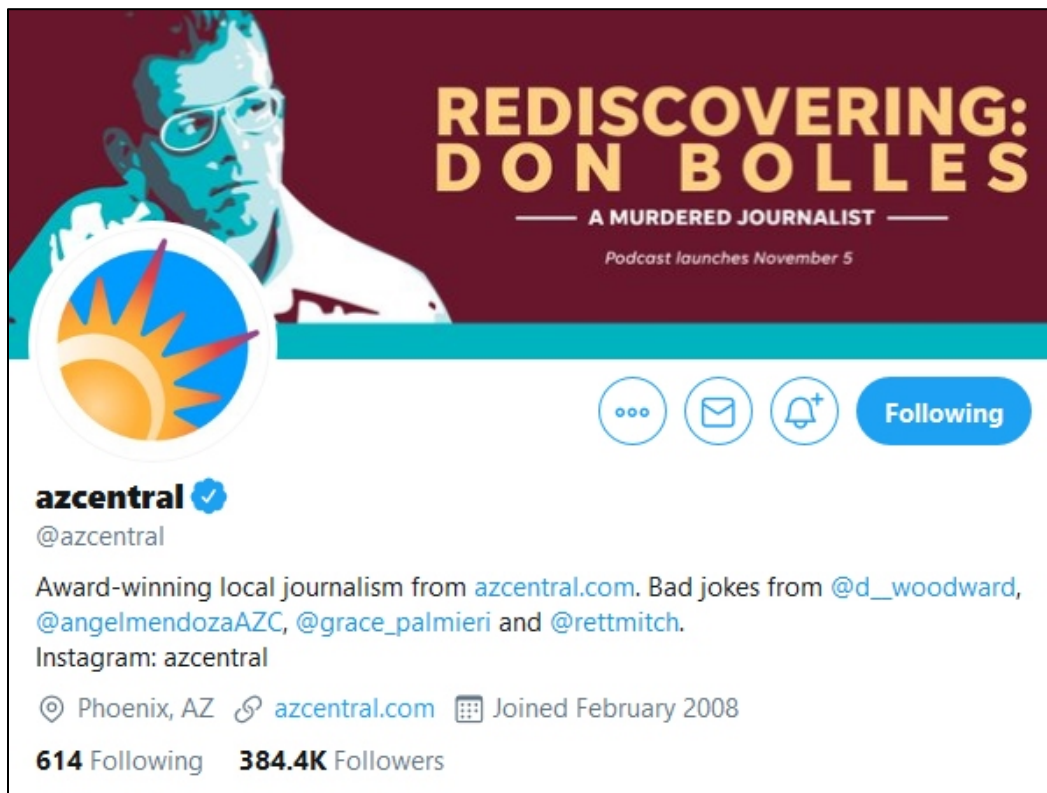 REDISCOVERING:
DON BOLLES
A MURDERED JOURNALIST
Podcast launches November 5
Following
azcentral
@azcentral
Award-winning local journalism from azcentral.com. Bad jokes from @d__woodward,
@angelmendozaAZC, @grace_palmieri and @rettmitch.
Instagram: azcentral
Phoenix, AZ azcentral.com Joined February 2008
614 Following 384.4K Followers